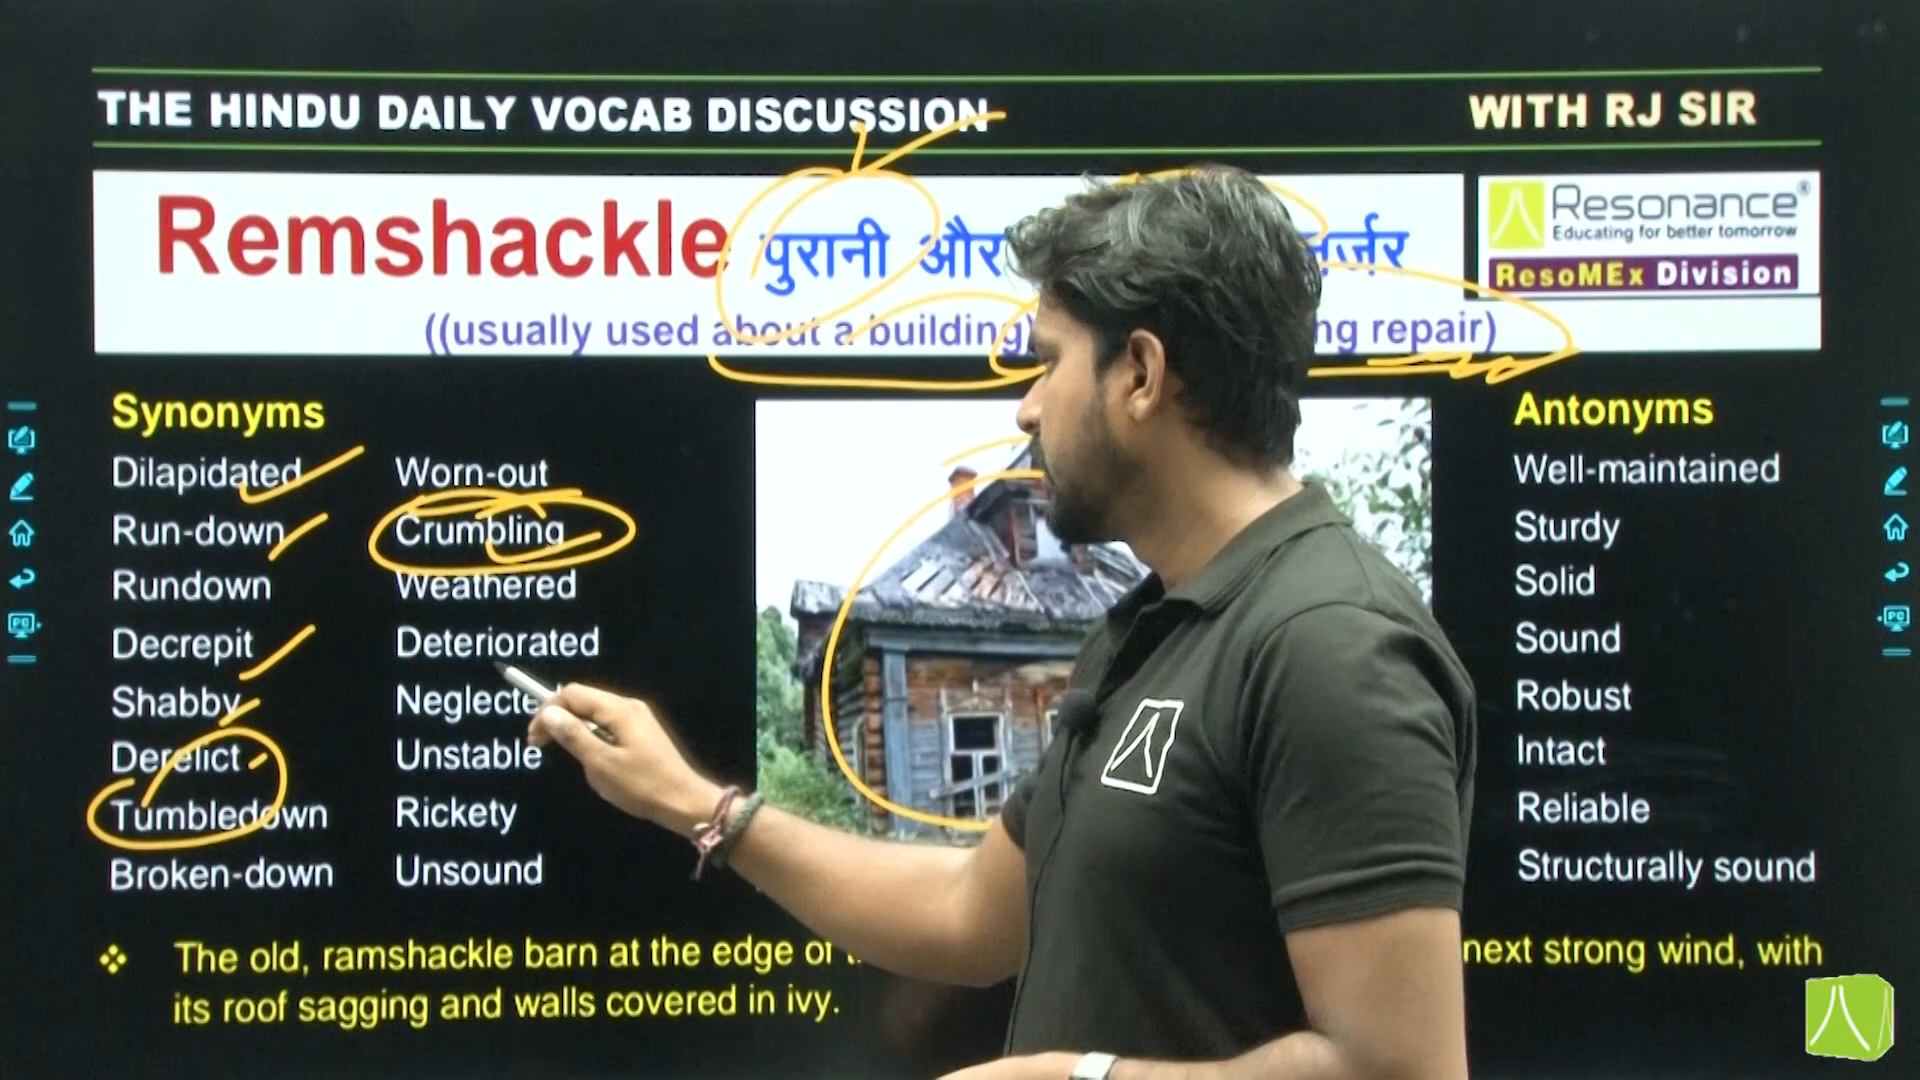 THE HINDU DAILY VOCAB DISCUSSION
WITH RJ SIR
Remshackle पुरानी और जर्जर
((usually used about a building) ng repair)
Resonance®
Educating for better tomorrow
ResoMEx Division
Synonyms
Dilapidated
Run-down
Rundown
Decrepit
Shabby
Derelict
Tumbledown
Broken-down
Worn-out
Crumbling
Weathered
Deteriorated
Neglecte
Unstable
Rickety
Unsound
Antonyms
Well-maintained
Sturdy
Solid
Sound
Robust
Intact
Reliable
Structurally sound
The old, ramshackle barn at the edge of next strong wind, with
its roof sagging and walls covered in ivy.